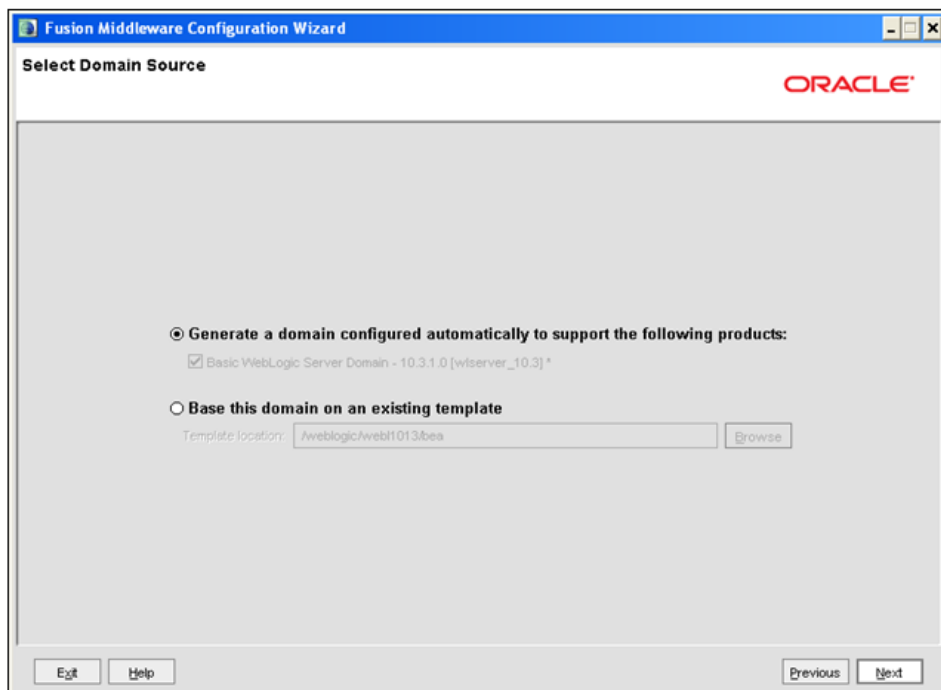 Fusion Middleware Configuration Wizard
Select Domain Source
ORACLE
Generate a domain configured automatically to support the following products:
Basic WebLogic Server Domain - 10.3.1.0 [wlserver_10.3] *
Base this domain on an existing template
Template location: /weblogic/webl1013/bea Browse
Exit Help Previous Next